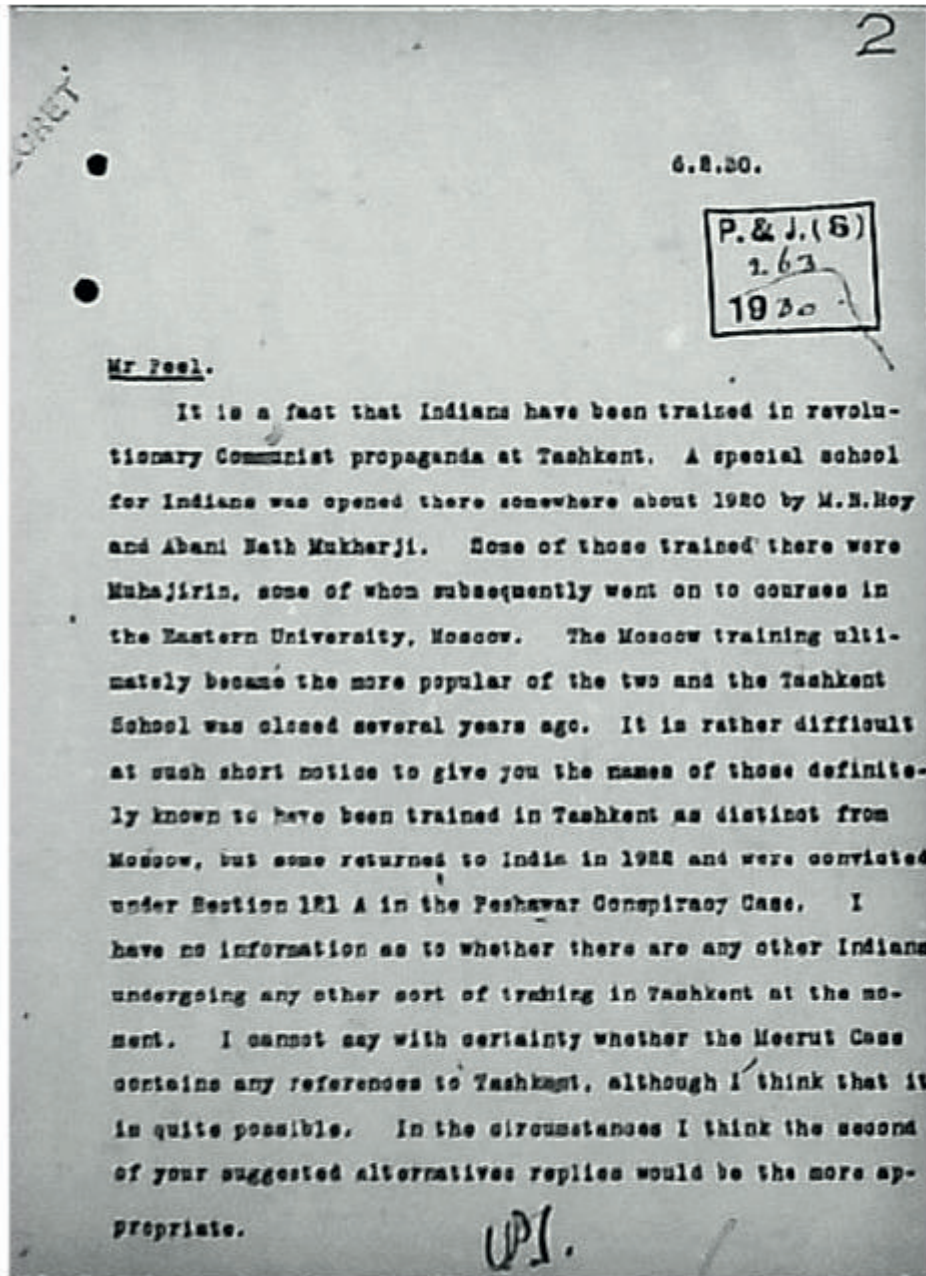 2
SECRET.
6.2.30.
P. & J. (S)
263
1930
Mr Peel.
It is a fact that Indians have been trained in revolu-
tionary Communist propaganda at Tashkent. A special school
for Indians was opened there somewhere about 1920 by M.N.Roy
and Abani Nath Mukharji. Some of those trained there were
Muhajirin, some of whom subsequently went on to courses in
the Eastern University, Moscow. The Moscow training ulti-
mately became the more popular of the two and the Tashkent
School was closed several years ago. It is rather difficult
at such short notice to give you the names of those definite-
ly known to have been trained in Tashkent as distinct from
Moscow, but some returned to India in 1922 and were convicted
under Section 121 A in the Peshawar Conspiracy Case. I
have no information as to whether there are any other Indians
undergoing any other sort of traning in Tashkent at the mo-
ment. I cannot say with certainty whether the Meerut Case
contains any references to Tashkent, although I think that it
is quite possible. In the circumstances I think the second
of your suggested alternatives replies would be the more ap-
propriate.